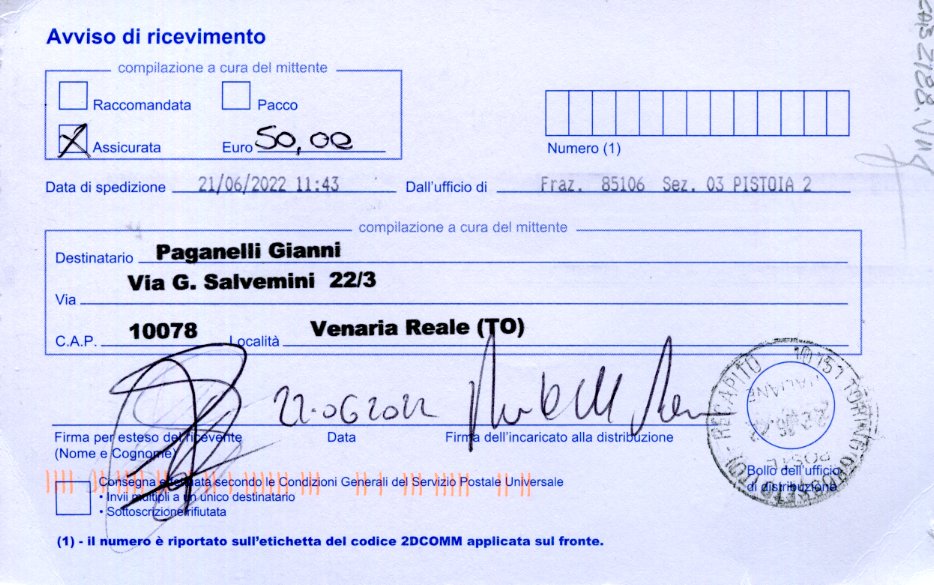 Avviso di ricevimento
compilazione a cura del mittente
Raccomandata Pacco
Assicurata Euro 50,00
Numero (1)
Data di spedizione 21/06/2022 11:43 Dall'ufficio di Fraz. 85106 Sez. 03 PISTOIA 2
compilazione a cura del mittente
Destinatario Paganelli Gianni
Via G. Salvemini 22/3
Via
C.A.P. 10078 Località Venaria Reale (TO)
22.06.2022
Firma per esteso del ricevente Data Firma dell'incaricato alla distribuzione
(Nome e Cognome)
RECAPITO 10151 TORINO
POSTE
Bollo dell'ufficio
di distribuzione
Consegna effettuata secondo le Condizioni Generali del Servizio Postale Universale
• Invii multipli a un unico destinatario
• Sottoscrizione rifiutata
(1) - il numero è riportato sull'etichetta del codice 2DCOMM applicata sul fronte.